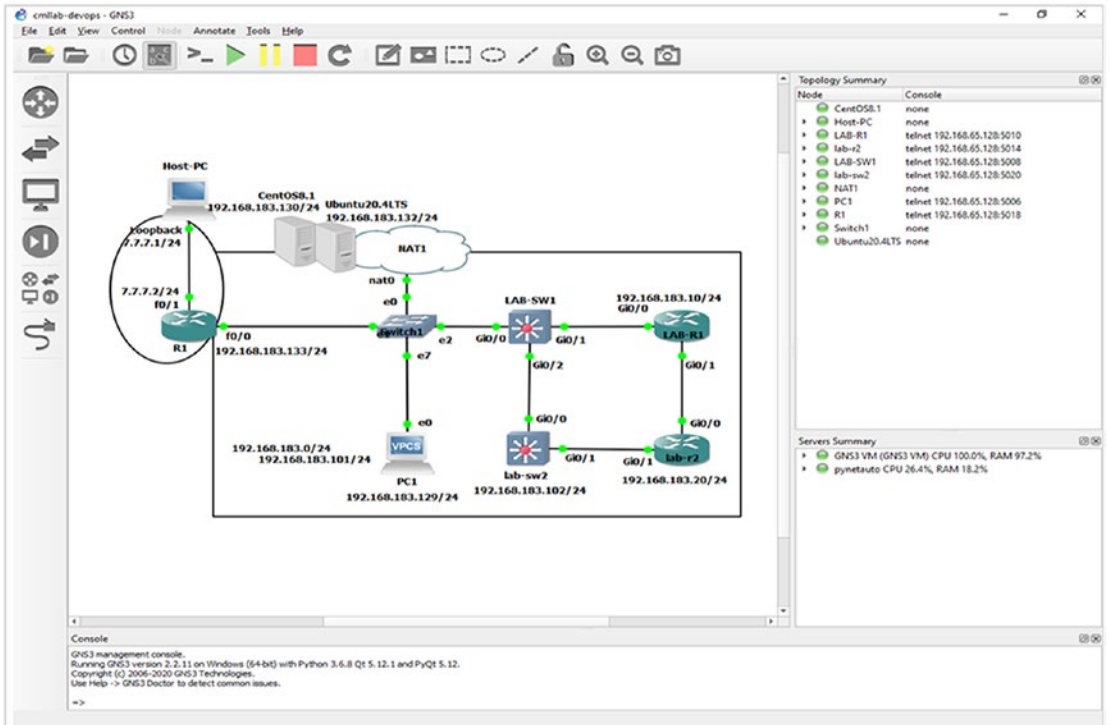 cmllab-devops - GNS3
File Edit View Control Node Annotate Tools Help
Host-PC
CentOS8.1
192.168.183.130/24
Ubuntu20.4LTS
192.168.183.132/24
Loopback
7.7.7.1/24
NAT1
7.7.7.2/24
f0/1
nat0
e0
LAB-SW1
192.168.183.10/24
Gi0/0
R1
f0/0
192.168.183.133/24
Switch1
e2
Gi0/0
Gi0/1
LAB-R1
e7
Gi0/2
Gi0/1
e0
Gi0/0
Gi0/0
192.168.183.0/24
192.168.183.101/24
VPCS
PC1
192.168.183.129/24
lab-sw2
Gi0/1
192.168.183.102/24
Gi0/1
lab-r2
192.168.183.20/24
Topology Summary
Node Console
CentOS8.1 none
Host-PC none
LAB-R1 telnet 192.168.65.128:5010
lab-r2 telnet 192.168.65.128:5014
LAB-SW1 telnet 192.168.65.128:5008
lab-sw2 telnet 192.168.65.128:5020
NAT1 none
PC1 telnet 192.168.65.128:5006
R1 telnet 192.168.65.128:5018
Switch1 none
Ubuntu20.4LTS none
Servers Summary
GNS3 VM (GNS3 VM) CPU 100.0%, RAM 97.2%
pynetauto CPU 26.4%, RAM 18.2%
Console
GNS3 management console.
Running GNS3 version 2.2.11 on Windows (64-bit) with Python 3.6.8 Qt 5.12.1 and PyQt 5.12.
Copyright (c) 2006-2020 GNS3 Technologies.
Use Help -> GNS3 Doctor to detect common issues.
=>